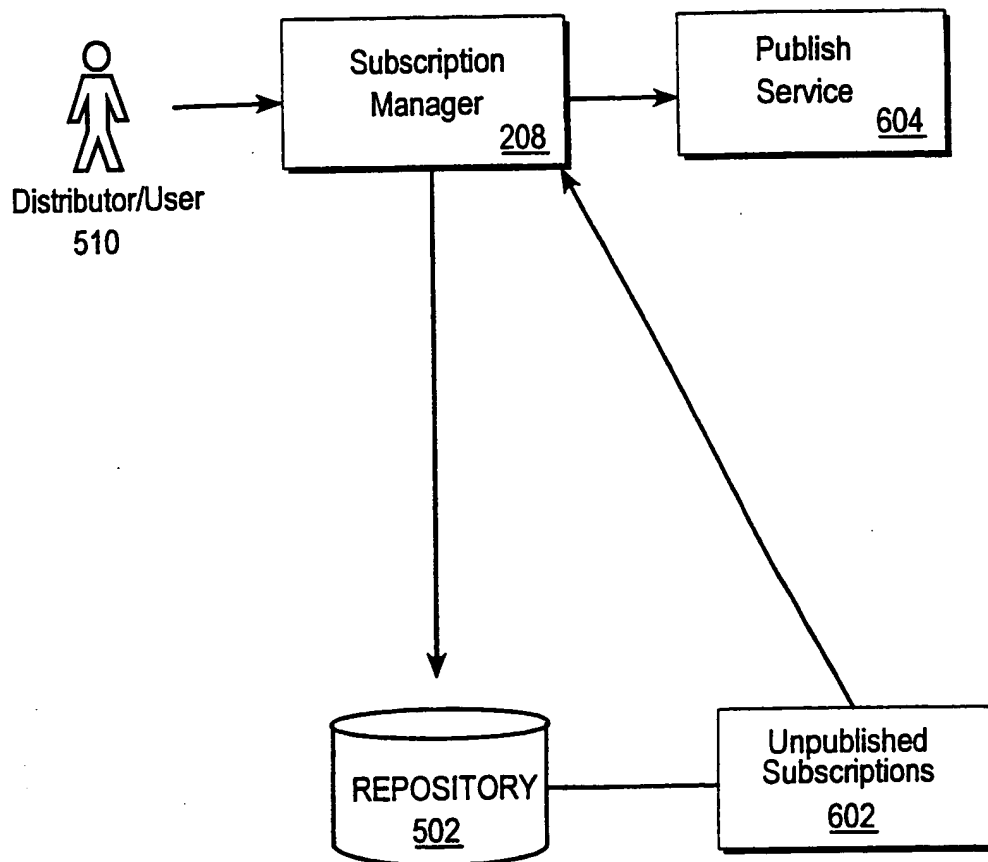 Subscription
Manager
208
Publish
Service
604
Distributor/User
510
REPOSITORY
502
Unpublished
Subscriptions
602